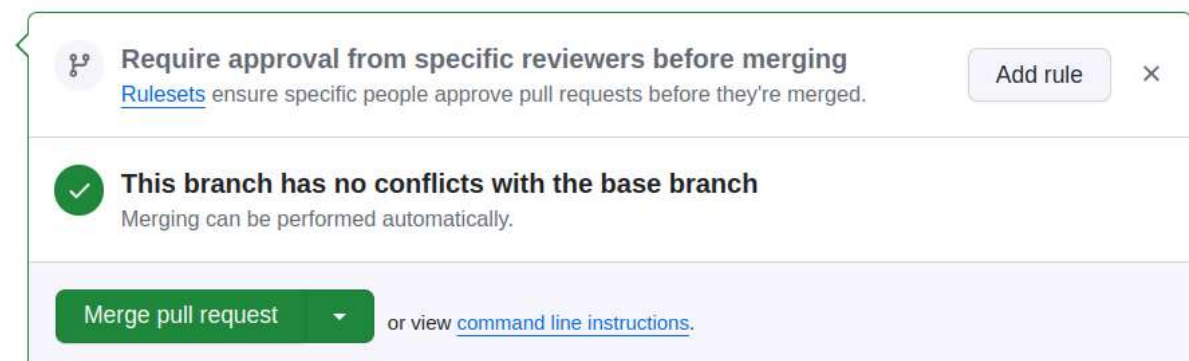 Require approval from specific reviewers before merging
Rulesets ensure specific people approve pull requests before they're merged.
Add rule
This branch has no conflicts with the base branch
Merging can be performed automatically.
Merge pull request
or view command line instructions.